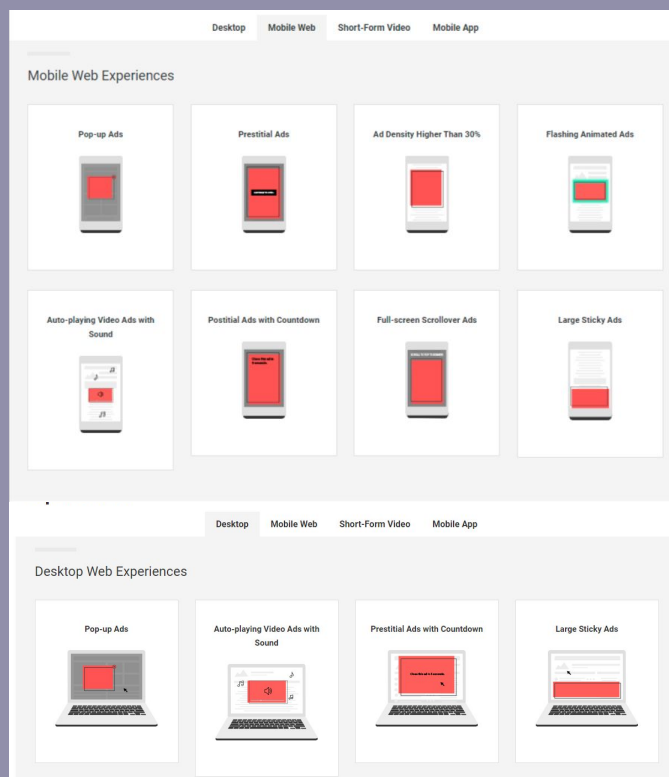 Desktop Mobile Web Short-Form Video Mobile App
Mobile Web Experiences
Pop-up Ads
Prestitial Ads
Ad Density Higher Than 30%
Flashing Animated Ads
Auto-playing Video Ads with
Sound
Postitial Ads with Countdown
Full-screen Scrollover Ads
Large Sticky Ads
Desktop Mobile Web Short-Form Video Mobile App
Desktop Web Experiences
Pop-up Ads
Auto-playing Video Ads with
Sound
Prestitial Ads with Countdown
Large Sticky Ads